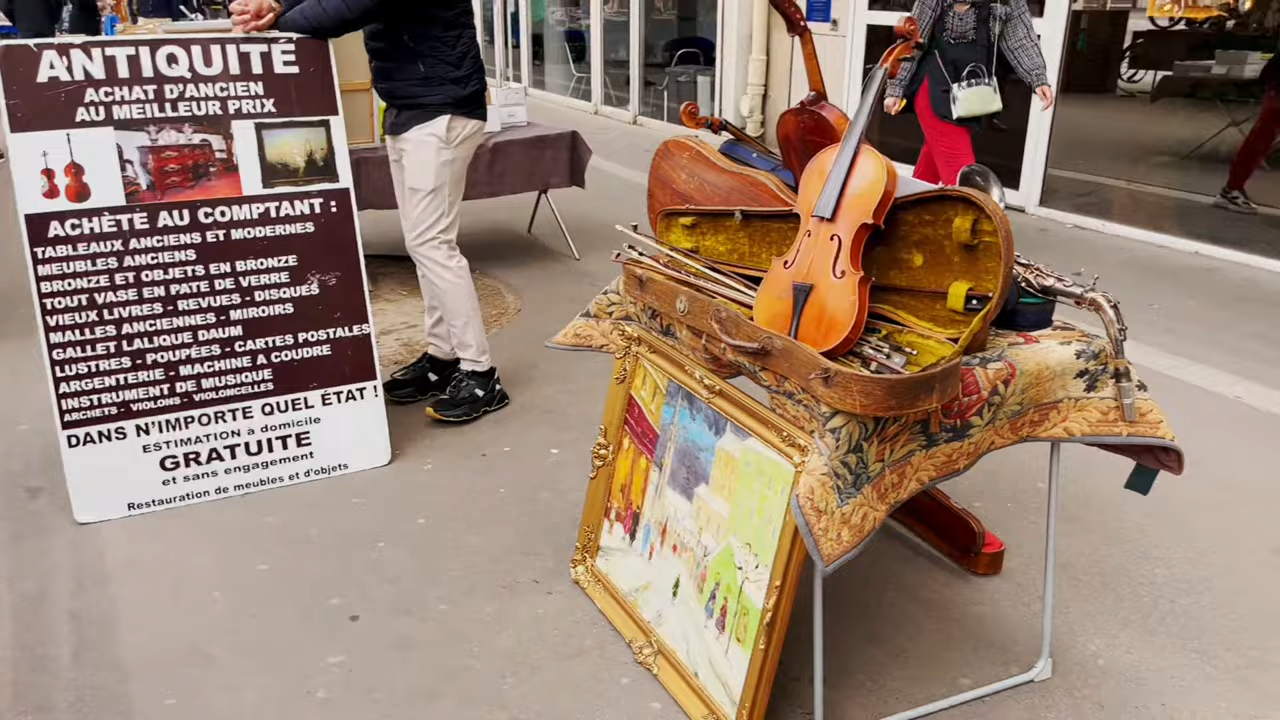 ANTIQUITÉ
ACHAT D'ANCIEN
AU MEILLEUR PRIX
ACHÈTE AU COMPTANT :
TABLEAUX ANCIENS ET MODERNES
MEUBLES ANCIENS
BRONZE ET OBJETS EN BRONZE
TOUT VASE EN PATE DE VERRE
VIEUX LIVRES - REVUES - DISQUES
MALLES ANCIENNES - MIROIRS
GALLET LALIQUE DAUM
LUSTRES - POUPÉES - CARTES POSTALES
ARGENTERIE - MACHINE A COUDRE
INSTRUMENT DE MUSIQUE
ARCHETS - VIOLONS - VIOLONCELLES
DANS N'IMPORTE QUEL ÉTAT !
ESTIMATION à domicile
GRATUITE
et sans engagement
Restauration de meubles et d'objets